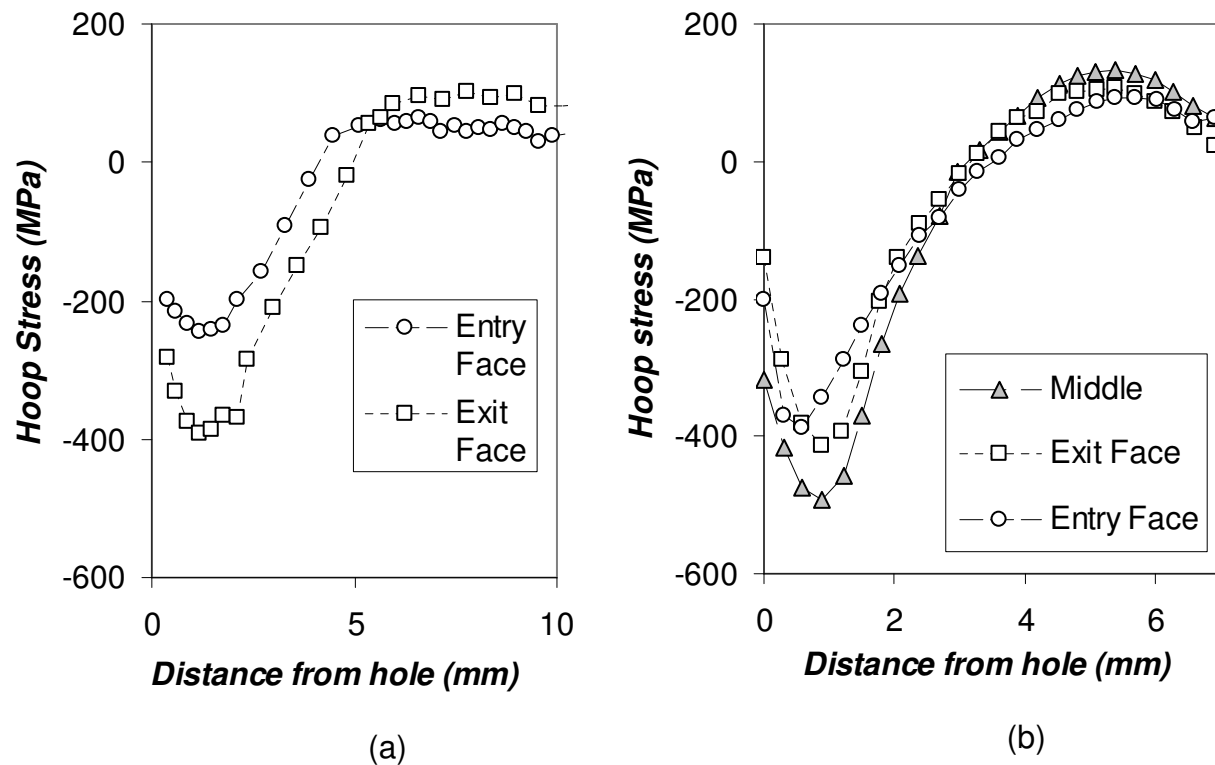 200
0
-200
-400
-600
0
5
10
Hoop Stress (MPa)
Distance from hole (mm)
Entry
Face
Exit
Face
(a)
200
0
-200
-400
-600
0
2
4
6
Hoop stress (MPa)
Distance from hole (mm)
Middle
Exit Face
Entry Face
(b)